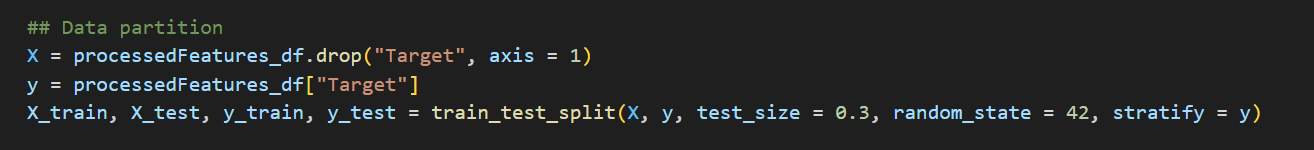 ## Data partition
X = processedFeatures_df.drop("Target", axis = 1)
y = processedFeatures_df["Target"]
X_train, X_test, y_train, y_test = train_test_split(X, y, test_size = 0.3, random_state = 42, stratify = y)